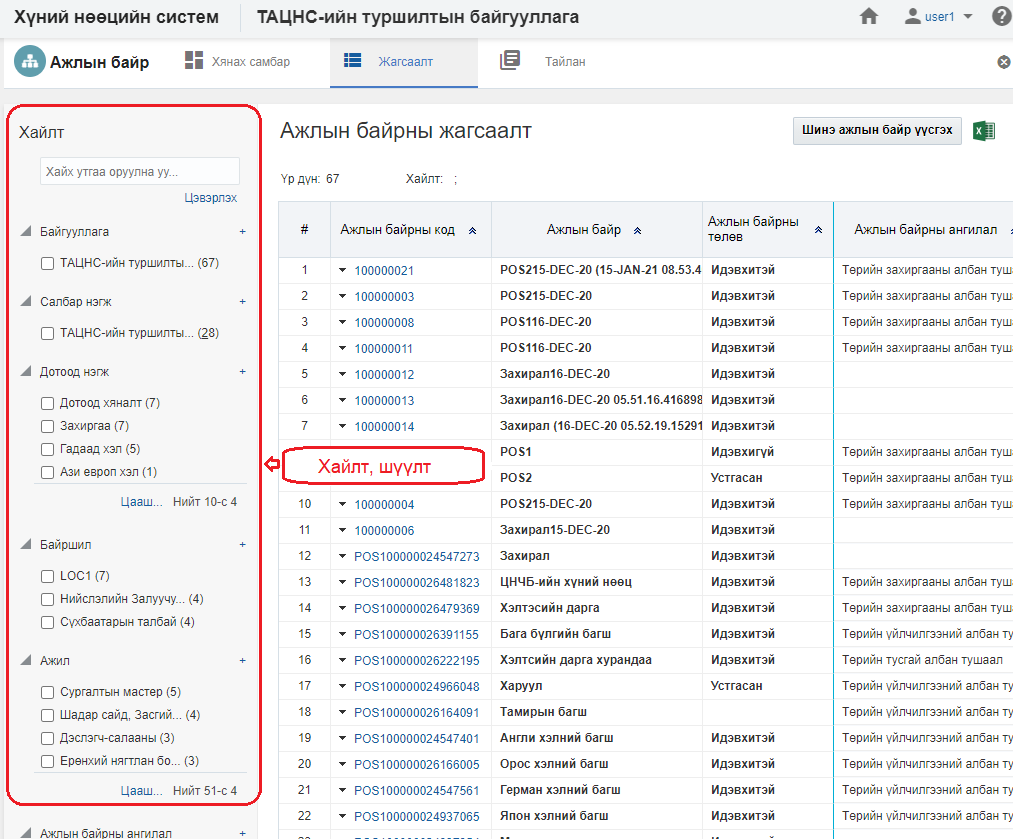 Хүний нөөцийн систем
ТАЦНС-ийн туршилтын байгууллага
user1
Ажлын байр
Хянах самбар
Жагсаалт
Тайлан
Хайлт
Хайх утгаа оруулна уу...
Цэвэрлэх
Байгууллага +
ТАЦНС-ийн туршилты... (67)
Салбар нэгж +
ТАЦНС-ийн туршилты... (28)
Дотоод нэгж +
Дотоод хяналт (7)
Захиргаа (7)
Гадаад хэл (5)
Ази европ хэл (1)
Цааш... Нийт 10-с 4
Байршил +
LOC1 (7)
Нийслэлийн Залуучу... (4)
Сүхбаатарын талбай (4)
Ажил +
Сургалтын мастер (5)
Шадар сайд, Засгий... (4)
Дэслэгч-салааны (3)
Ерөнхий нягтлан бо... (3)
Цааш... Нийт 51-с 4
Ажлын байрны ангилал +
Ажлын байрны жагсаалт
Шинэ ажлын байр үүсгэх
Үр дүн: 67 Хайлт: ;
# Ажлын байрны код Ажлын байр Ажлын байрны төлөв Ажлын байрны ангилал
1 100000021 POS215-DEC-20 (15-JAN-21 08.53.4 Идэвхитэй Төрийн захиргааны албан туш
2 100000003 POS215-DEC-20 Идэвхитэй Төрийн захиргааны албан туш
3 100000008 POS116-DEC-20 Идэвхитэй Төрийн захиргааны албан туш
4 100000011 POS116-DEC-20 Идэвхитэй Төрийн захиргааны албан туш
5 100000012 Захирал16-DEC-20 Идэвхитэй
6 100000013 Захирал16-DEC-20 05.51.16.416898 Идэвхитэй
7 100000014 Захирал (16-DEC-20 05.52.19.15291 Идэвхитэй
POS1 Идэвхигүй Төрийн захиргааны албан туш
Хайлт, шүүлт
POS2 Устгасан Төрийн захиргааны албан туш
10 100000004 POS215-DEC-20 Идэвхитэй Төрийн захиргааны албан туш
11 100000006 Захирал15-DEC-20 Идэвхитэй
12 POS100000024547273 Захирал Идэвхитэй
13 POS100000026481823 ЦНЧБ-ийн хүний нөөц Идэвхитэй Төрийн захиргааны албан туш
14 POS100000026479369 Хэлтэсийн дарга Идэвхитэй Төрийн захиргааны албан туш
15 POS100000026391155 Бага бүлгийн багш Идэвхитэй Төрийн үйлчилгээний албан ту
16 POS100000026222195 Хэлтсийн дарга хурандаа Идэвхитэй Төрийн тусгай албан тушаал
17 POS100000024966048 Харуул Устгасан Төрийн үйлчилгээний албан ту
18 POS100000026164091 Тамирын багш Төрийн үйлчилгээний албан ту
19 POS100000024547401 Англи хэлний багш Идэвхитэй Төрийн үйлчилгээний албан ту
20 POS100000026166005 Орос хэлний багш Идэвхитэй Төрийн үйлчилгээний албан ту
21 POS100000024547561 Герман хэлний багш Идэвхитэй Төрийн үйлчилгээний албан ту
22 POS100000024937065 Япон хэлний багш Идэвхитэй Төрийн үйлчилгээний албан ту